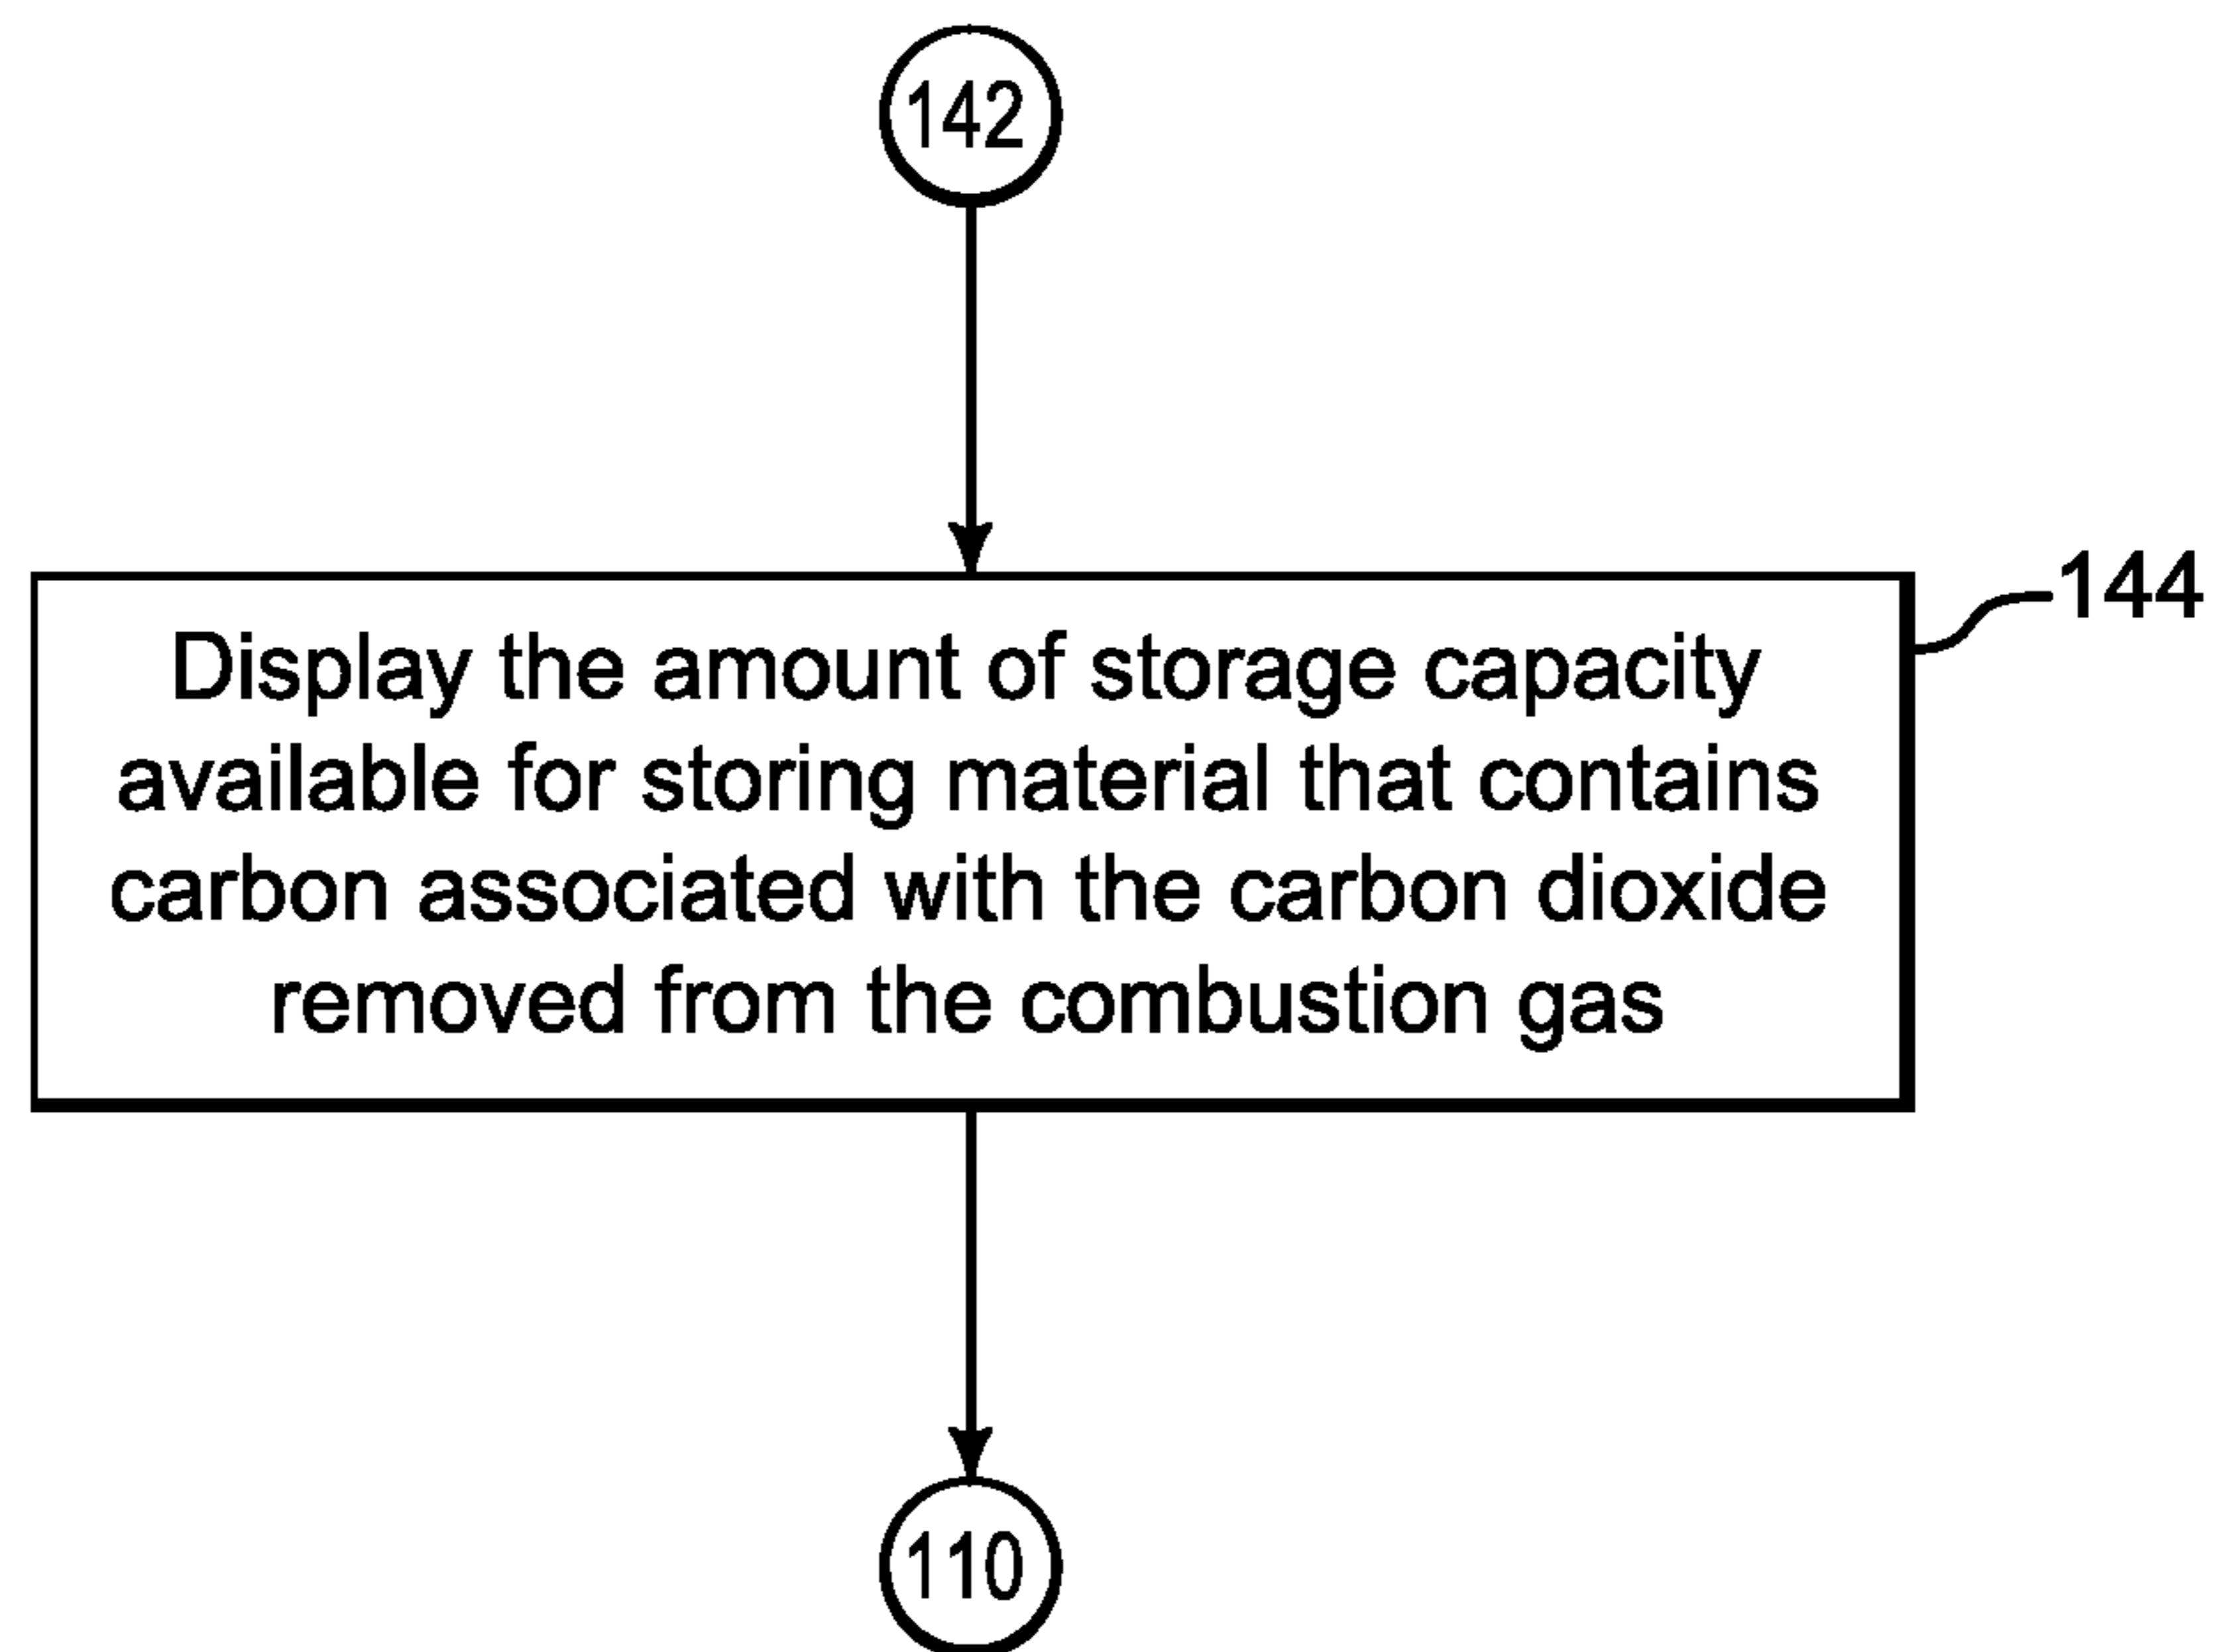 142
144
Display the amount of storage capacity
available for storing material that contains
carbon associated with the carbon dioxide
removed from the combustion gas
110